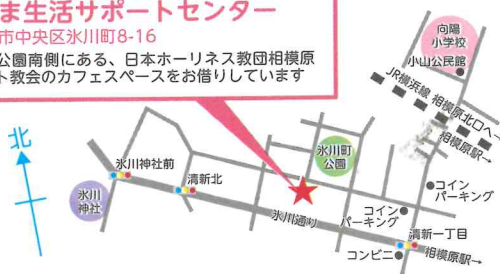 ま生活サポートセンター
市中央区氷川町8-16
公園南側にある、日本ホーリネス教団相模原
ト教会のカフェスペースをお借りしています
向陽
小学校
小山公民館
JR横浜線 相模原北口へ→
相模原駅→
北
氷川神社前
清新北
氷川町
公園
氷川
神社
氷川通り
コイン
パーキング
コイン
パーキング
清新一丁目
コンビニ
相模原駅→